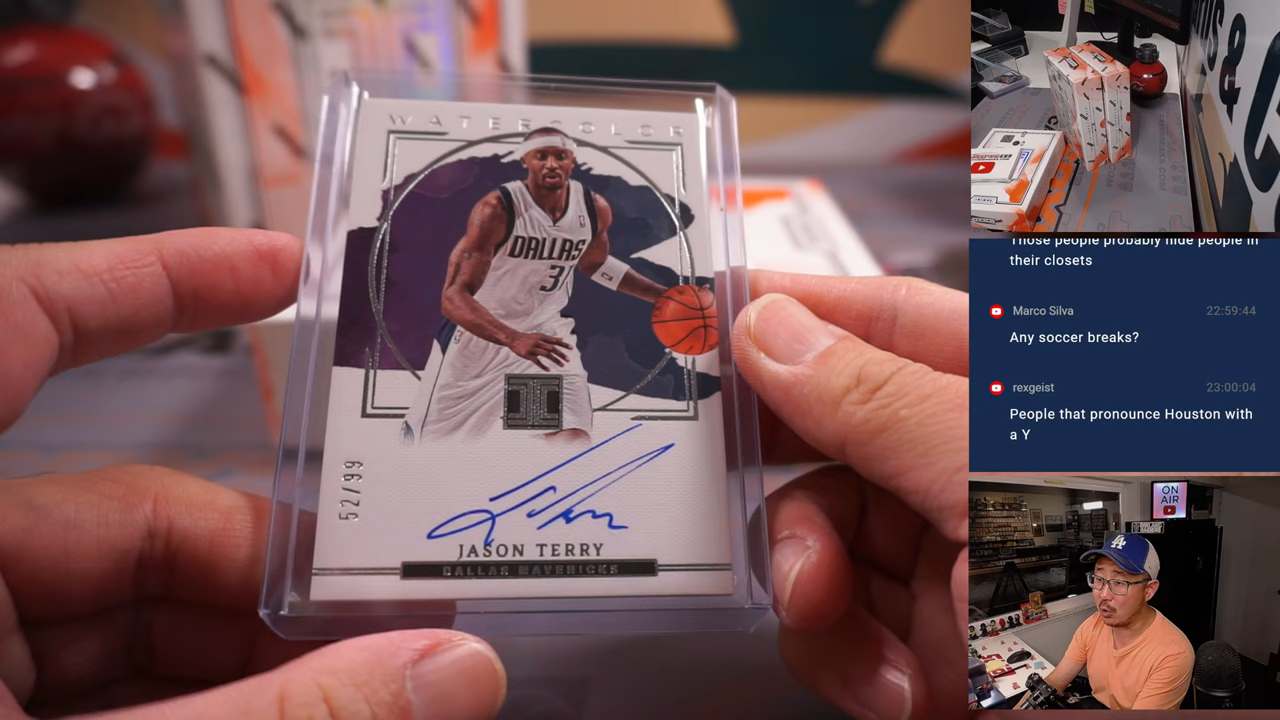 WATERCOLOR
DALLAS
31
52/99
JASON TERRY
DALLAS MAVERICKS
Those people probably hide people in
their closets
Marco Silva 22:59:44
Any soccer breaks?
rexgeist 23:00:04
People that pronounce Houston with
a Y
ON
AIR
LA